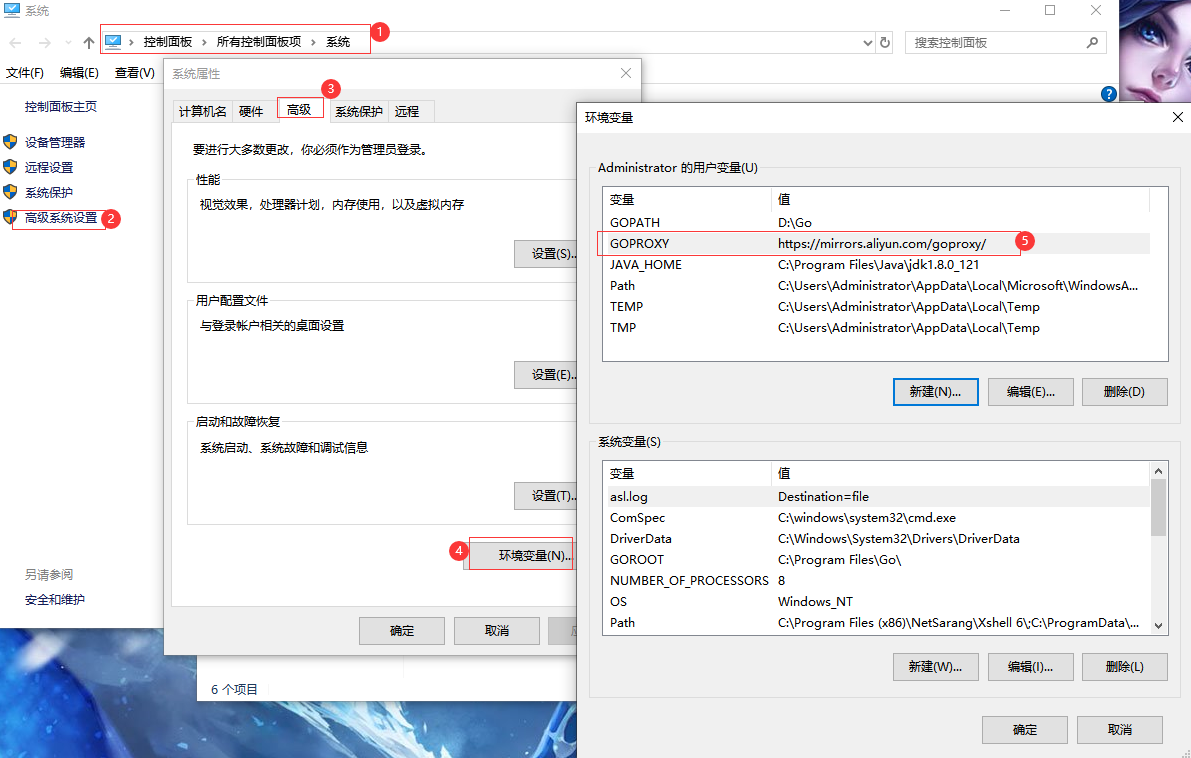 系统
控制面板 › 所有控制面板项 › 系统
1
搜索控制面板
文件(F) 编辑(E) 查看(V)
控制面板主页
设备管理器
远程设置
系统保护
高级系统设置
2
另请参阅
安全和维护
系统属性
3
计算机名 硬件 高级 系统保护 远程
要进行大多数更改，你必须作为管理员登录。
性能
视觉效果，处理器计划，内存使用，以及虚拟内存
设置(S)..
用户配置文件
与登录帐户相关的桌面设置
设置(E)..
启动和故障恢复
系统启动、系统故障和调试信息
设置(T)..
4
环境变量(N)..
确定 取消
6 个项目
?
环境变量
Administrator 的用户变量(U)
变量 值
GOPATH D:\Go
GOPROXY https://mirrors.aliyun.com/goproxy/
5
JAVA_HOME C:\Program Files\Java\jdk1.8.0_121
Path C:\Users\Administrator\AppData\Local\Microsoft\WindowsA...
TEMP C:\Users\Administrator\AppData\Local\Temp
TMP C:\Users\Administrator\AppData\Local\Temp
新建(N)... 编辑(E)... 删除(D)
系统变量(S)
变量 值
asl.log Destination=file
ComSpec C:\windows\system32\cmd.exe
DriverData C:\Windows\System32\Drivers\DriverData
GOROOT C:\Program Files\Go\
NUMBER_OF_PROCESSORS 8
OS Windows_NT
Path C:\Program Files (x86)\NetSarang\Xshell 6\;C:\ProgramData\...
新建(W)... 编辑(I)... 删除(L)
确定 取消